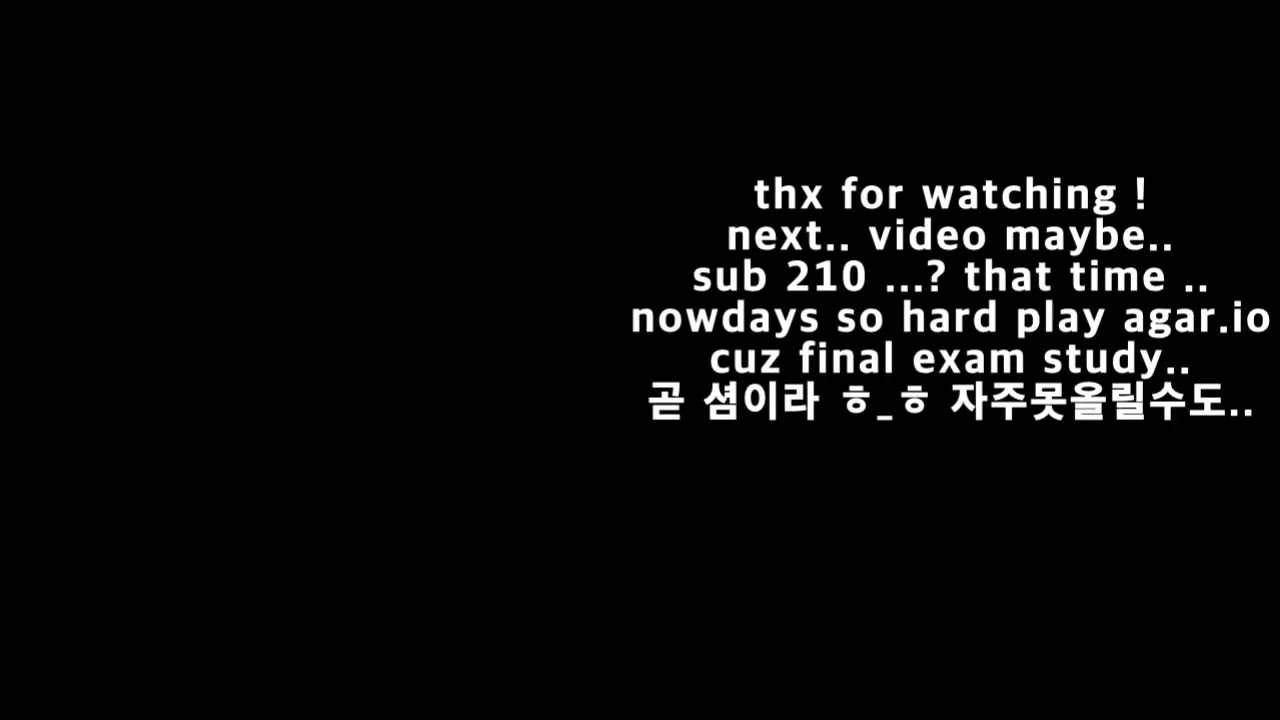 thx for watching !
next.. video maybe..
sub 210 ...? that time ..
nowdays so hard play agar.io
cuz final exam study..
곧 셤이라 ㅎ_ㅎ 자주못올릴수도..